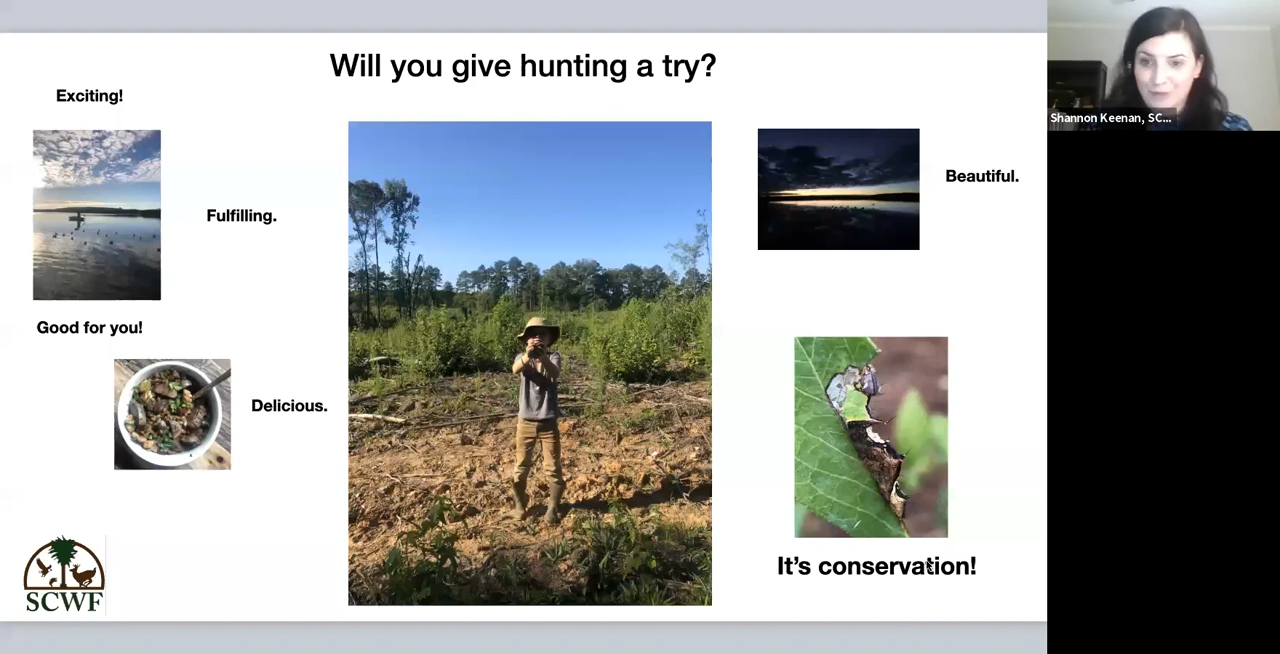 Will you give hunting a try?
Exciting!
Fulfilling.
Good for you!
Delicious.
Beautiful.
It's conservation!
SCWF
Shannon Keenan, SC...